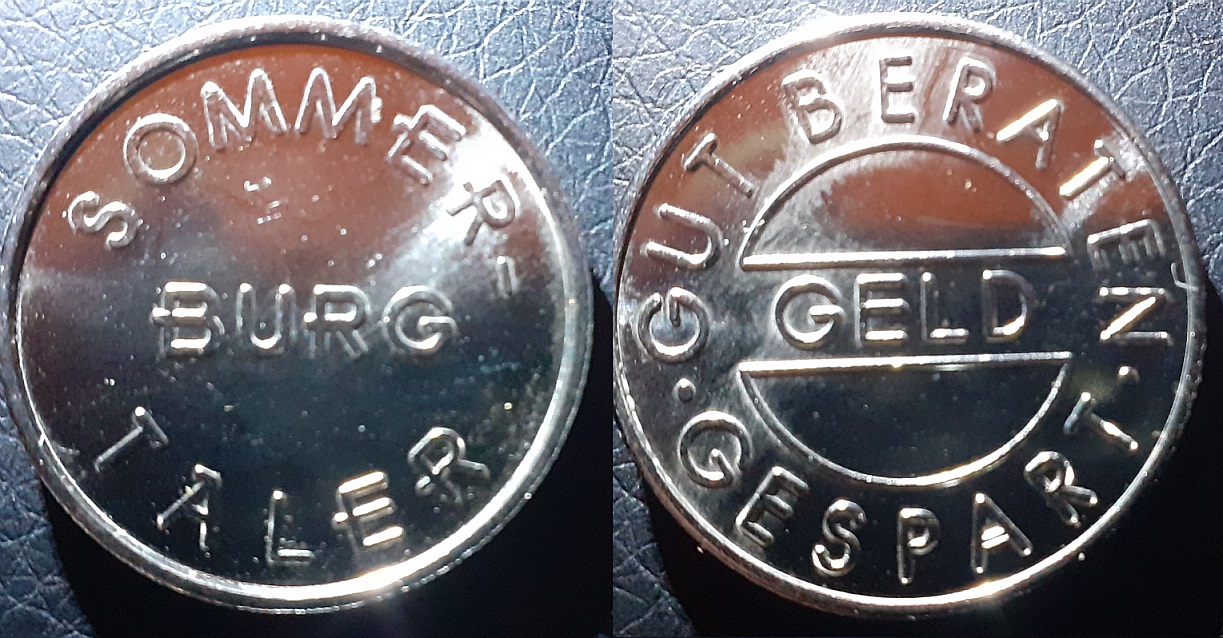 SOMMER-
BURG
TALER
GUT BERATEN
GELD
GESPART